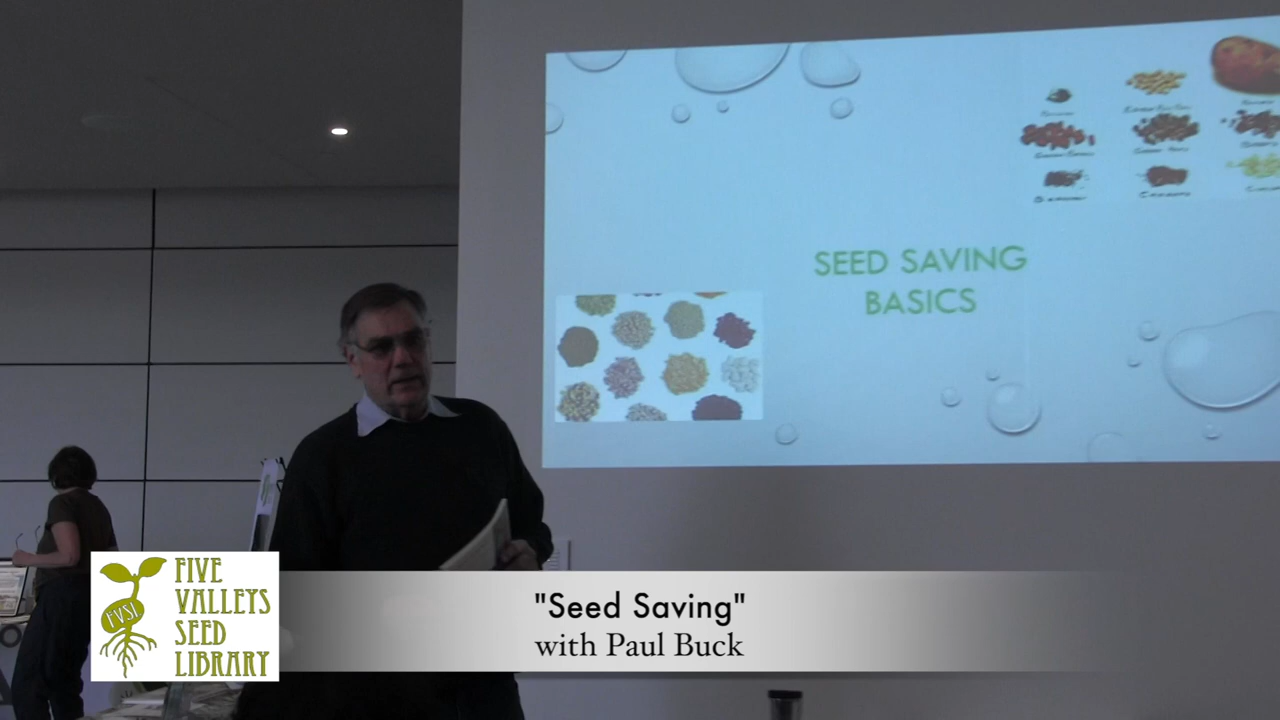 SEED SAVING
BASICS
FVSL
FIVE
VALLEYS
SEED
LIBRARY
"Seed Saving"
with Paul Buck